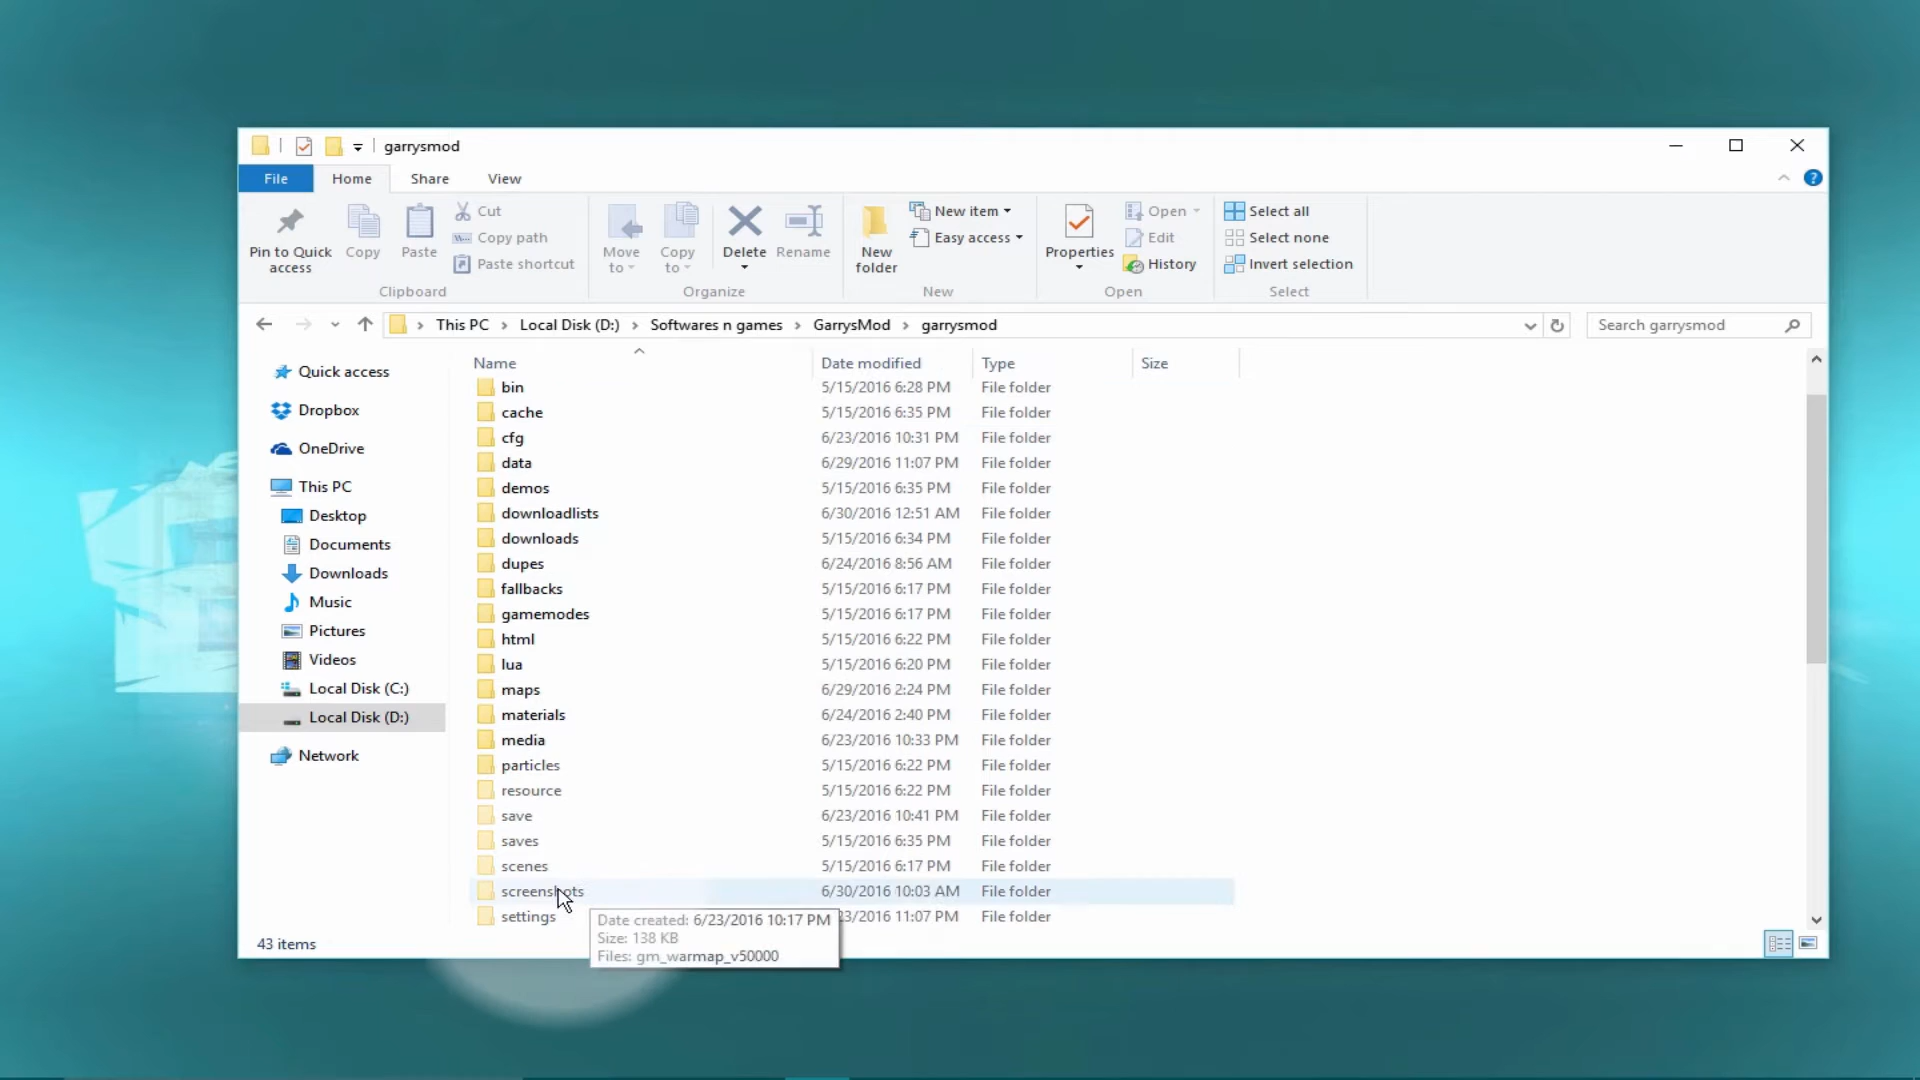 garrysmod
File Home Share View
Pin to Quick access
Copy
Paste
Cut
Copy path
Paste shortcut
Clipboard
Move to
Copy to
Delete
Rename
Organize
New folder
New item
Easy access
New
Properties
Open
Edit
History
Open
Select all
Select none
Invert selection
Select
This PC > Local Disk (D:) > Softwares n games > GarrysMod > garrysmod
Search garrysmod
Quick access
Dropbox
OneDrive
This PC
Desktop
Documents
Downloads
Music
Pictures
Videos
Local Disk (C:)
Local Disk (D:)
Network
Name Date modified Type Size
bin 5/15/2016 6:28 PM File folder
cache 5/15/2016 6:35 PM File folder
cfg 6/23/2016 10:31 PM File folder
data 6/29/2016 11:07 PM File folder
demos 5/15/2016 6:35 PM File folder
downloadlists 6/30/2016 12:51 AM File folder
downloads 5/15/2016 6:34 PM File folder
dupes 6/24/2016 8:56 AM File folder
fallbacks 5/15/2016 6:17 PM File folder
gamemodes 5/15/2016 6:17 PM File folder
html 5/15/2016 6:22 PM File folder
lua 5/15/2016 6:20 PM File folder
maps 6/29/2016 2:24 PM File folder
materials 6/24/2016 2:40 PM File folder
media 6/23/2016 10:33 PM File folder
particles 5/15/2016 6:22 PM File folder
resource 5/15/2016 6:22 PM File folder
save 6/23/2016 10:41 PM File folder
saves 5/15/2016 6:35 PM File folder
scenes 5/15/2016 6:17 PM File folder
screenshots 6/30/2016 10:03 AM File folder
settings 23/2016 11:07 PM File folder
Date created: 6/23/2016 10:17 PM
Size: 138 KB
Files: gm_warmap_v50000
43 items